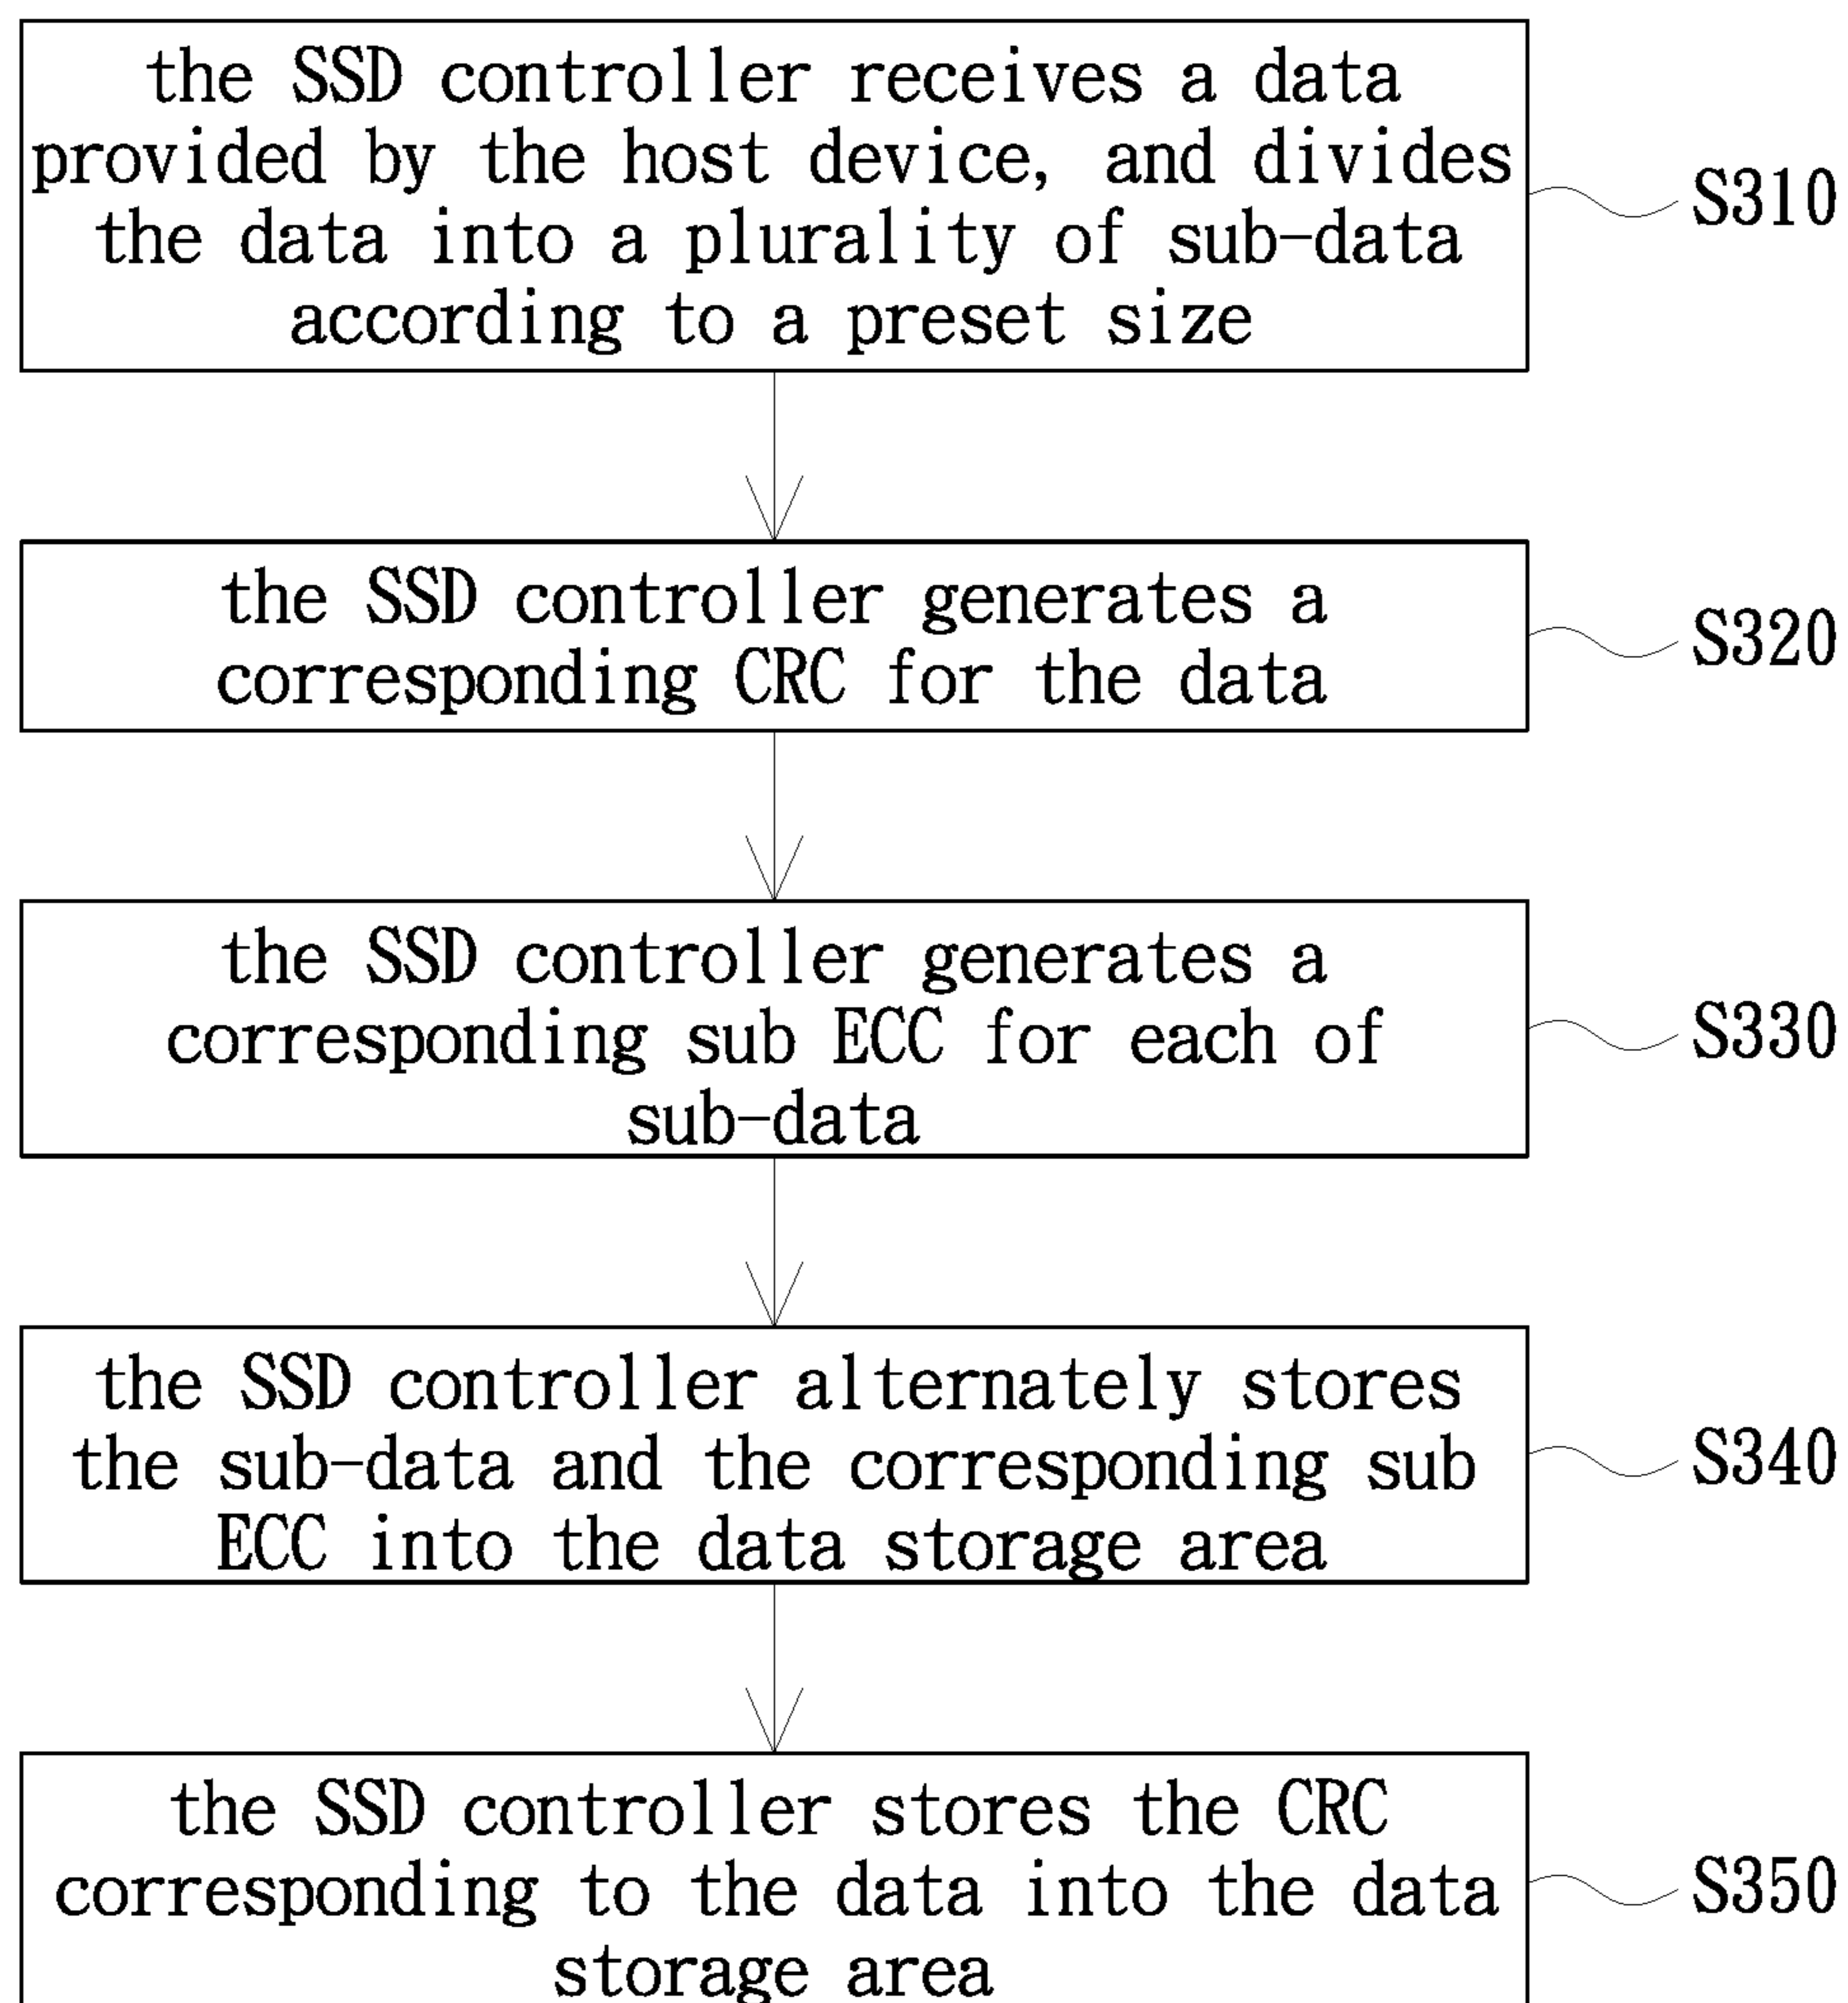 the SSD controller receives a data
provided by the host device, and divides
the data into a plurality of sub-data
according to a preset size
S310
the SSD controller generates a
corresponding CRC for the data
S320
the SSD controller generates a
corresponding sub ECC for each of
sub-data
S330
the SSD controller alternately stores
the sub-data and the corresponding sub
ECC into the data storage area
S340
the SSD controller stores the CRC
corresponding to the data into the data
storage area
S350